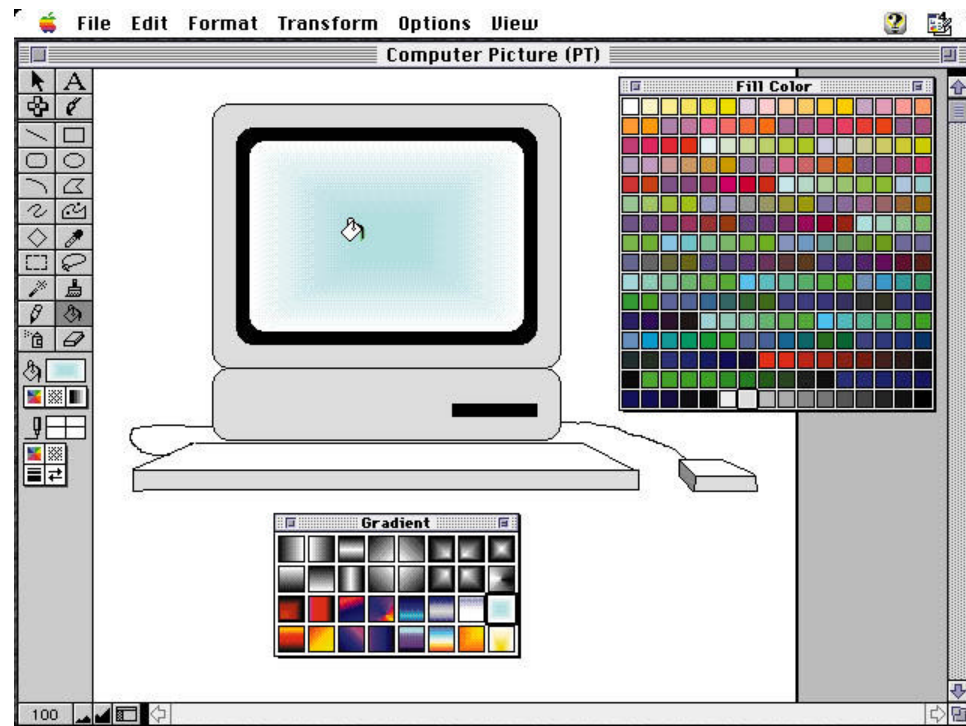 File Edit Format Transform Options View
Computer Picture (PT)
A
Fill Color
Gradient
100